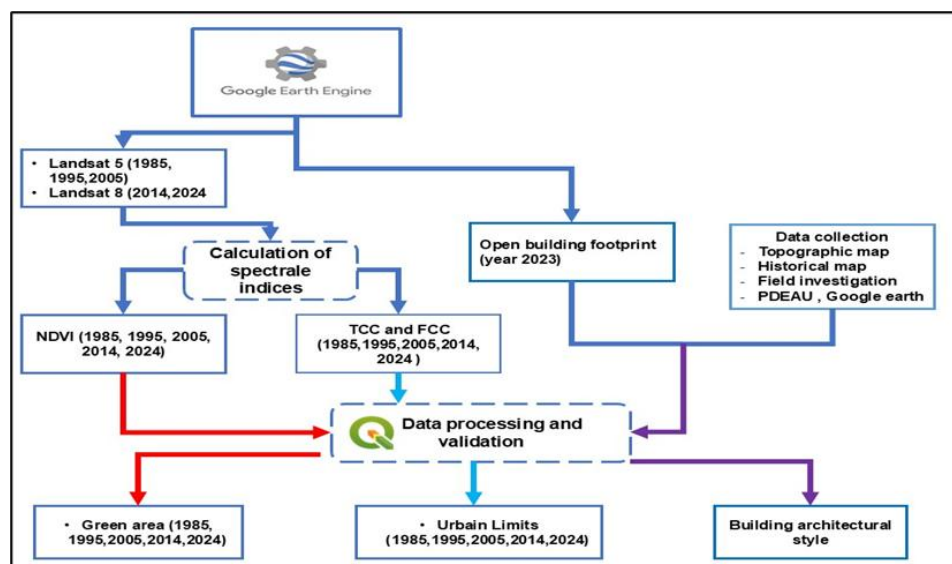 Google Earth Engine
• Landsat 5 (1985,
1995,2005)
• Landsat 8 (2014,2024
Calculation of
spectrale
indices
Open building footprint
(year 2023)
Data collection
- Topographic map
- Historical map
- Field investigation
- PDEAU , Google earth
NDVI (1985, 1995, 2005,
2014, 2024)
TCC and FCC
(1985,1995,2005,2014,
2024 )
Data processing and
validation
• Green area (1985,
1995,2005,2014,2024)
• Urbain Limits
(1985,1995,2005,2014,2024)
Building architectural
style